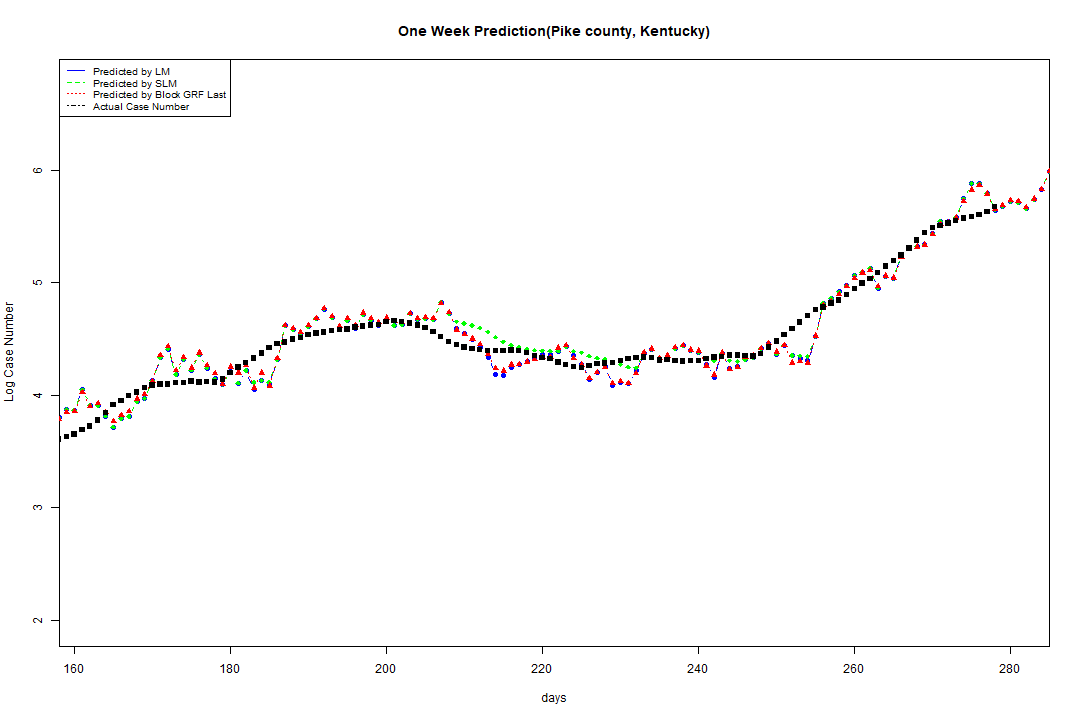 One Week Prediction(Pike county, Kentucky)
Predicted by LM
Predicted by SLM
Predicted by Block GRF Last
Actual Case Number
6
5
4
3
2
Log Case Number
160 180 200 220 240 260 280
days